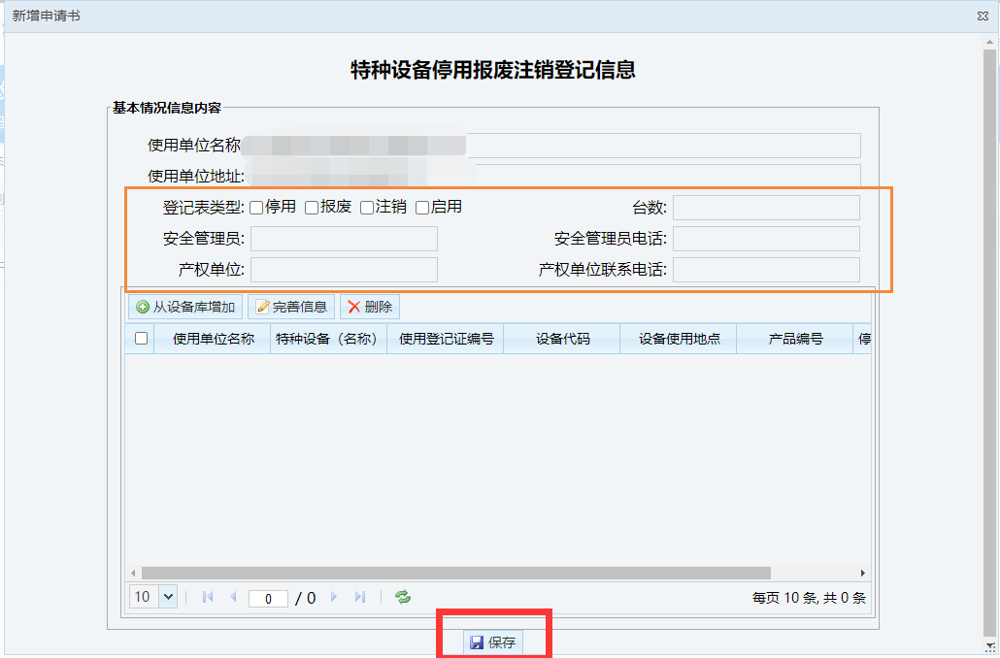 新增申请书
特种设备停用报废注销登记信息
基本情况信息内容
使用单位名称
使用单位地址:
登记表类型: 停用 报废 注销 启用 台数:
安全管理员: 安全管理员电话:
产权单位: 产权单位联系电话:
从设备库增加 完善信息 删除
使用单位名称 特种设备（名称） 使用登记证编号 设备代码 设备使用地点 产品编号 停
10 0 / 0 每页 10 条, 共 0 条
保存